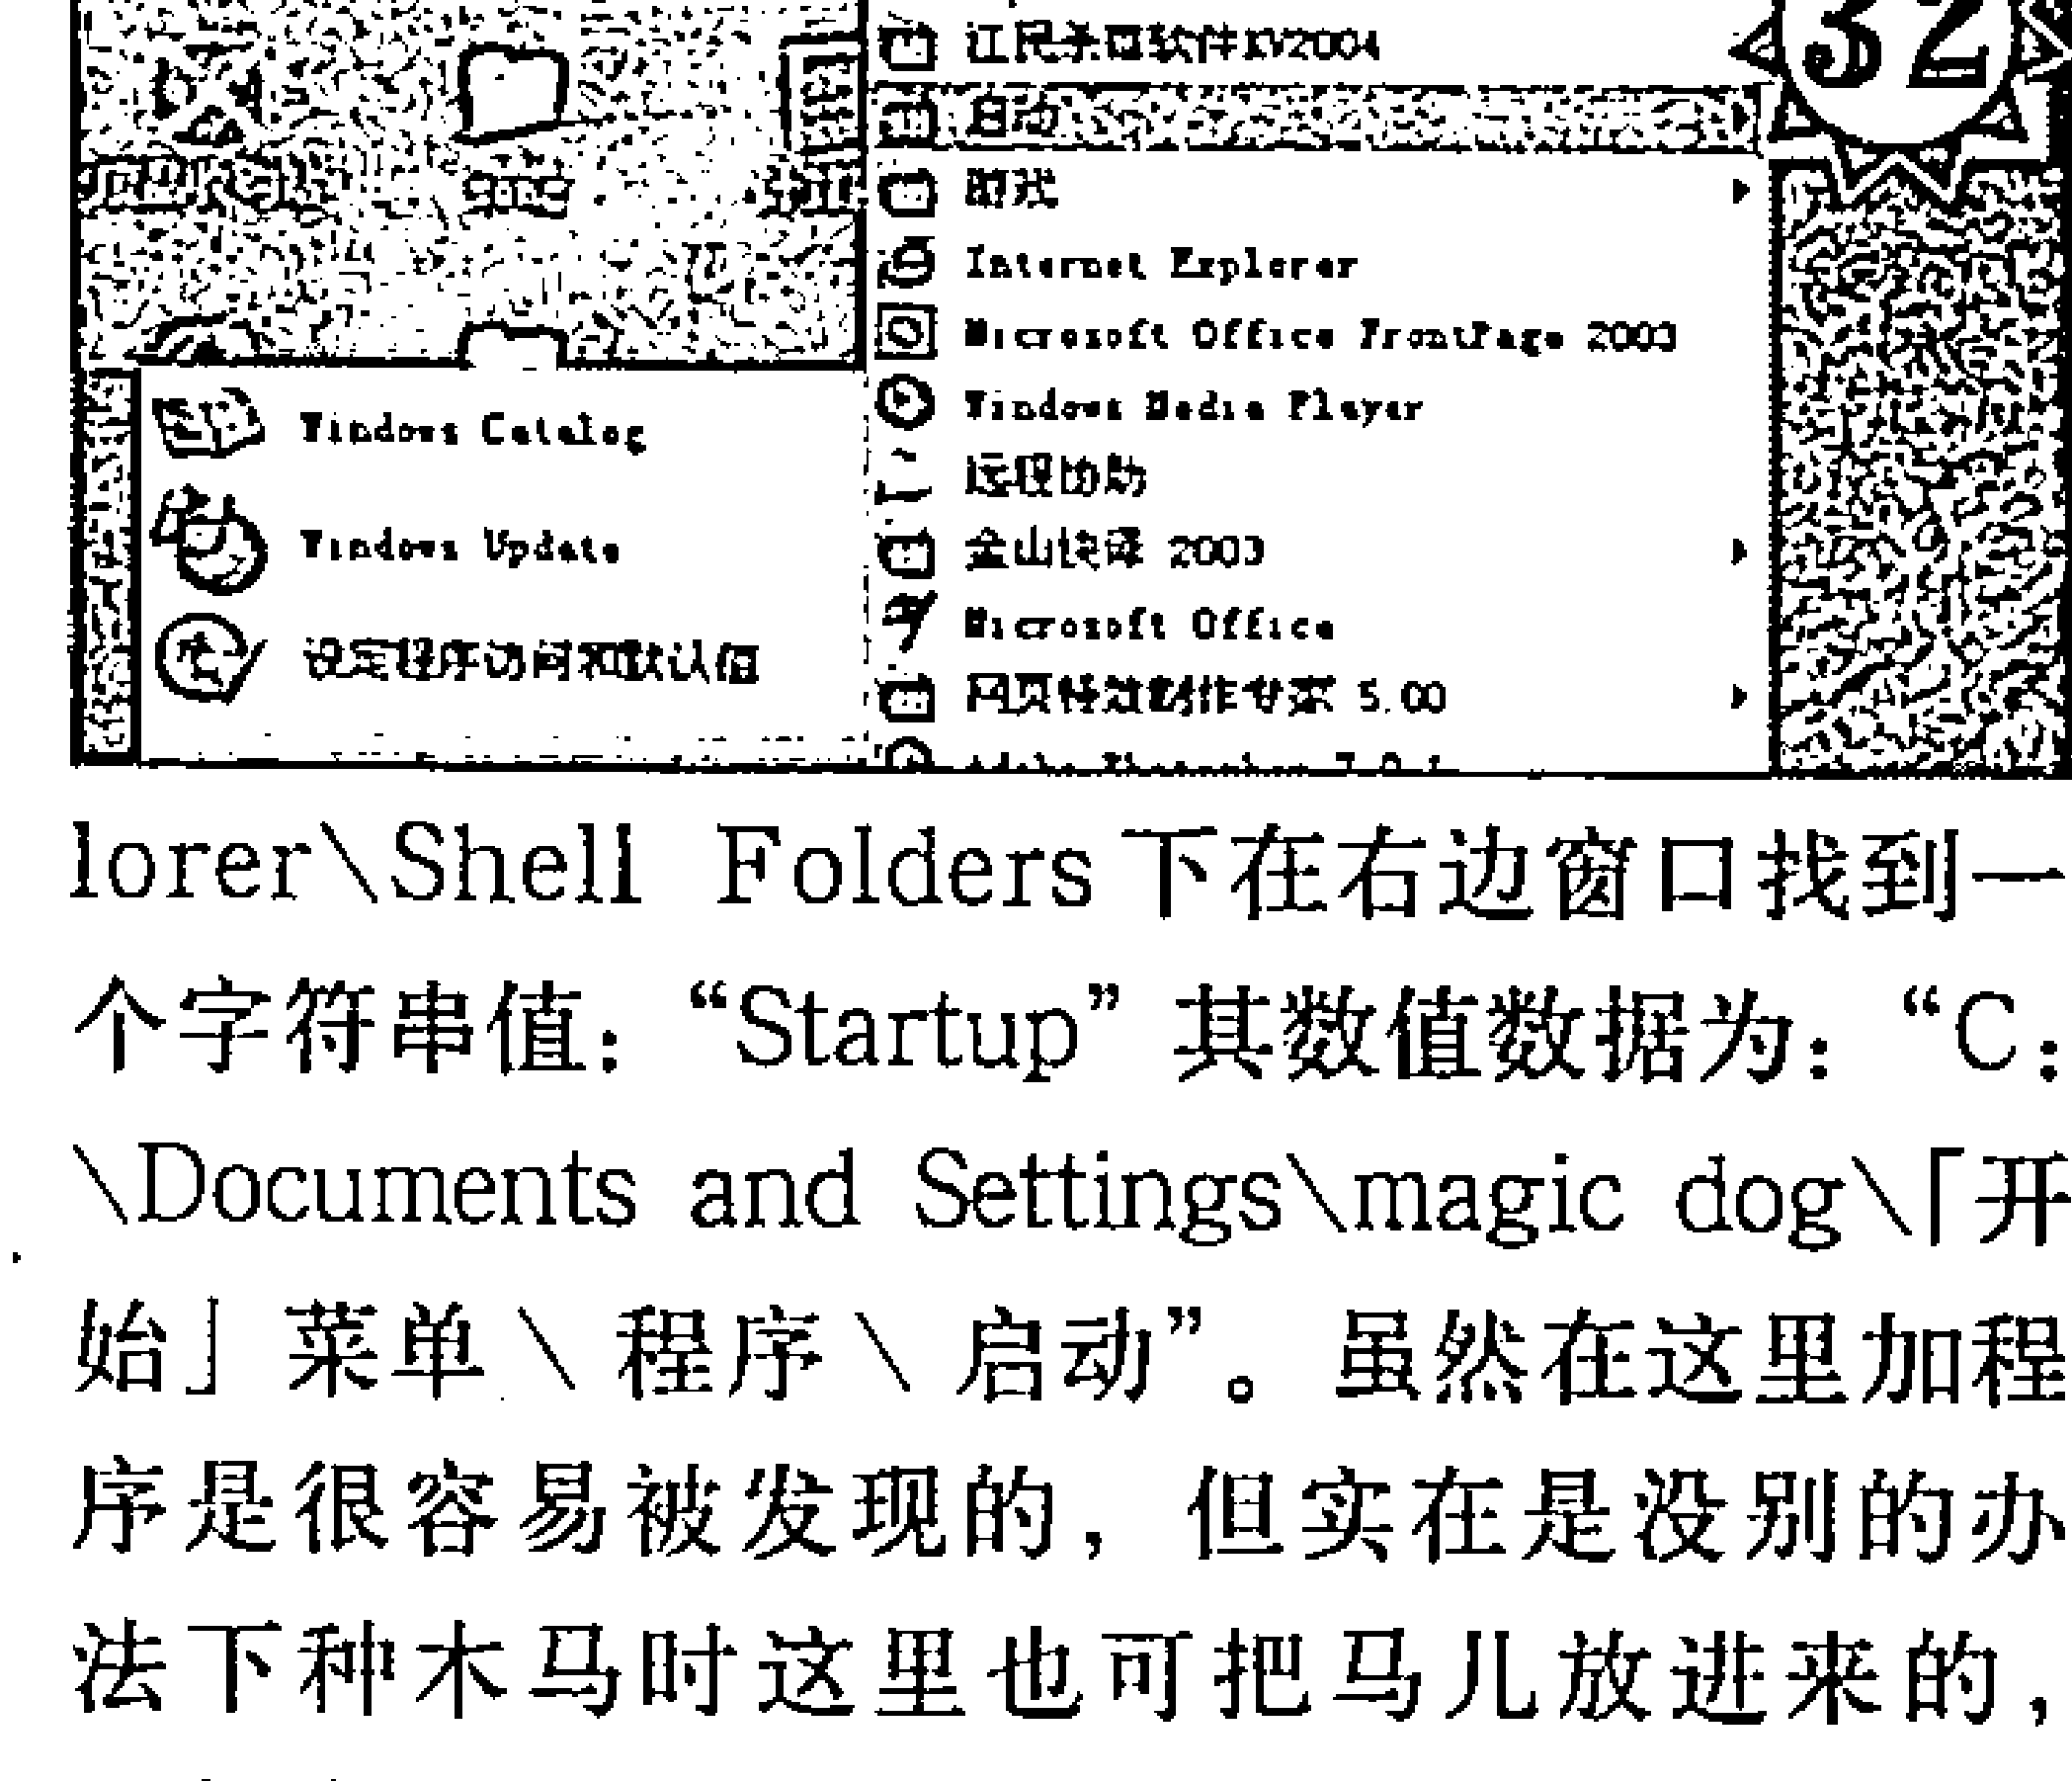 32
江民杀毒软件KV2004
启动
游戏
Internet Explorer
Microsoft Office FrontPage 2003
Windows Media Player
远程协助
金山快译 2003
Microsoft Office
网页特效制作专家 5.00
Windows Catalog
Windows Update
设定程序访问和默认值
lorer\Shell Folders下在右边窗口找到一
个字符串值：“Startup”其数值数据为：“C：
\Documents and Settings\magic dog\「开
始」菜单\程序\启动”。虽然在这里加程
序是很容易被发现的，但实在是没别的办
法下种木马时这里也可把马儿放进来的，